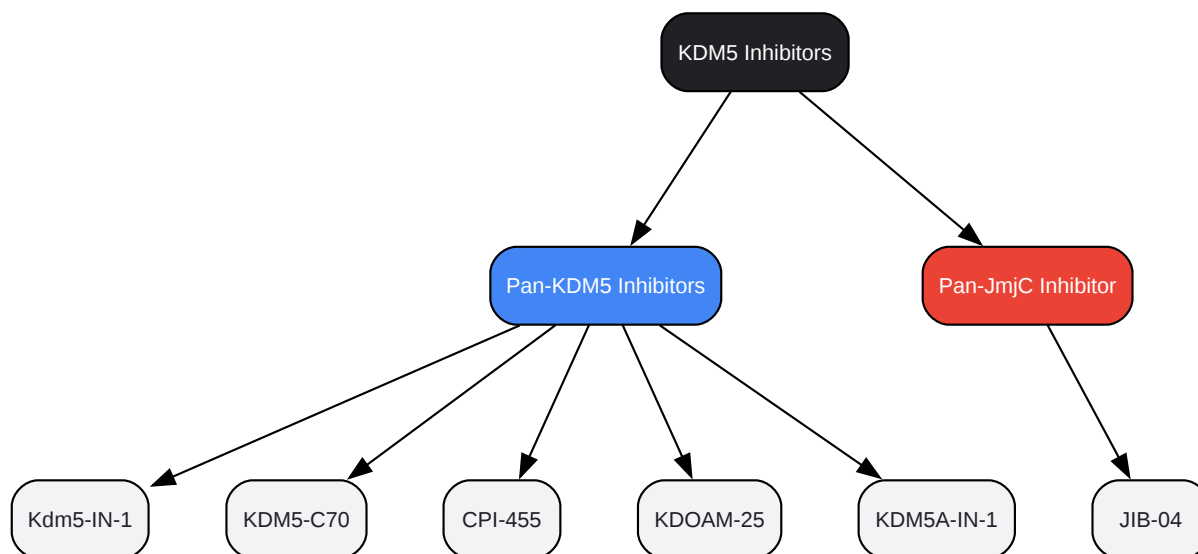 KDM5 Inhibitors
Pan-KDM5 Inhibitors
Pan-JmjC Inhibitor
Kdm5-IN-1
KDM5-C70
CPI-455
KDOAM-25
KDM5A-IN-1
JIB-04